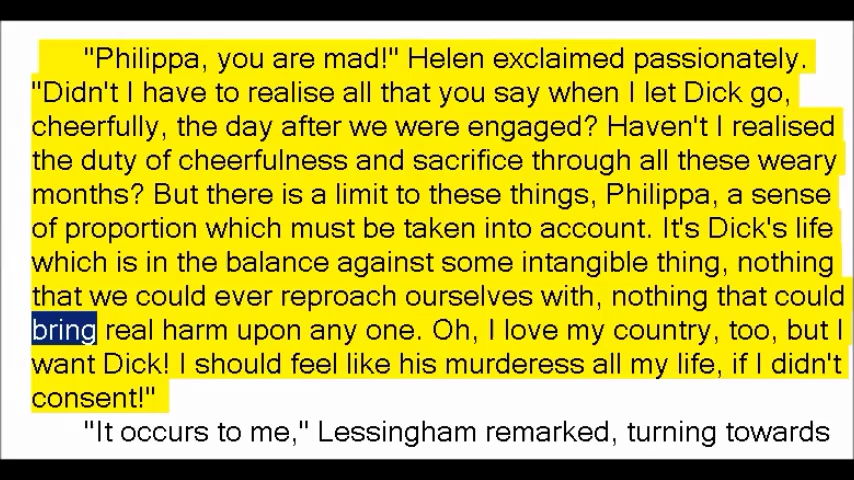 "Philippa, you are mad!" Helen exclaimed passionately.
"Didn't I have to realise all that you say when I let Dick go,
cheerfully, the day after we were engaged? Haven't I realised
the duty of cheerfulness and sacrifice through all these weary
months? But there is a limit to these things, Philippa, a sense
of proportion which must be taken into account. It's Dick's life
which is in the balance against some intangible thing, nothing
that we could ever reproach ourselves with, nothing that could
bring real harm upon any one. Oh, I love my country, too, but I
want Dick! I should feel like his murderess all my life, if I didn't
consent!"
"It occurs to me," Lessingham remarked, turning towards